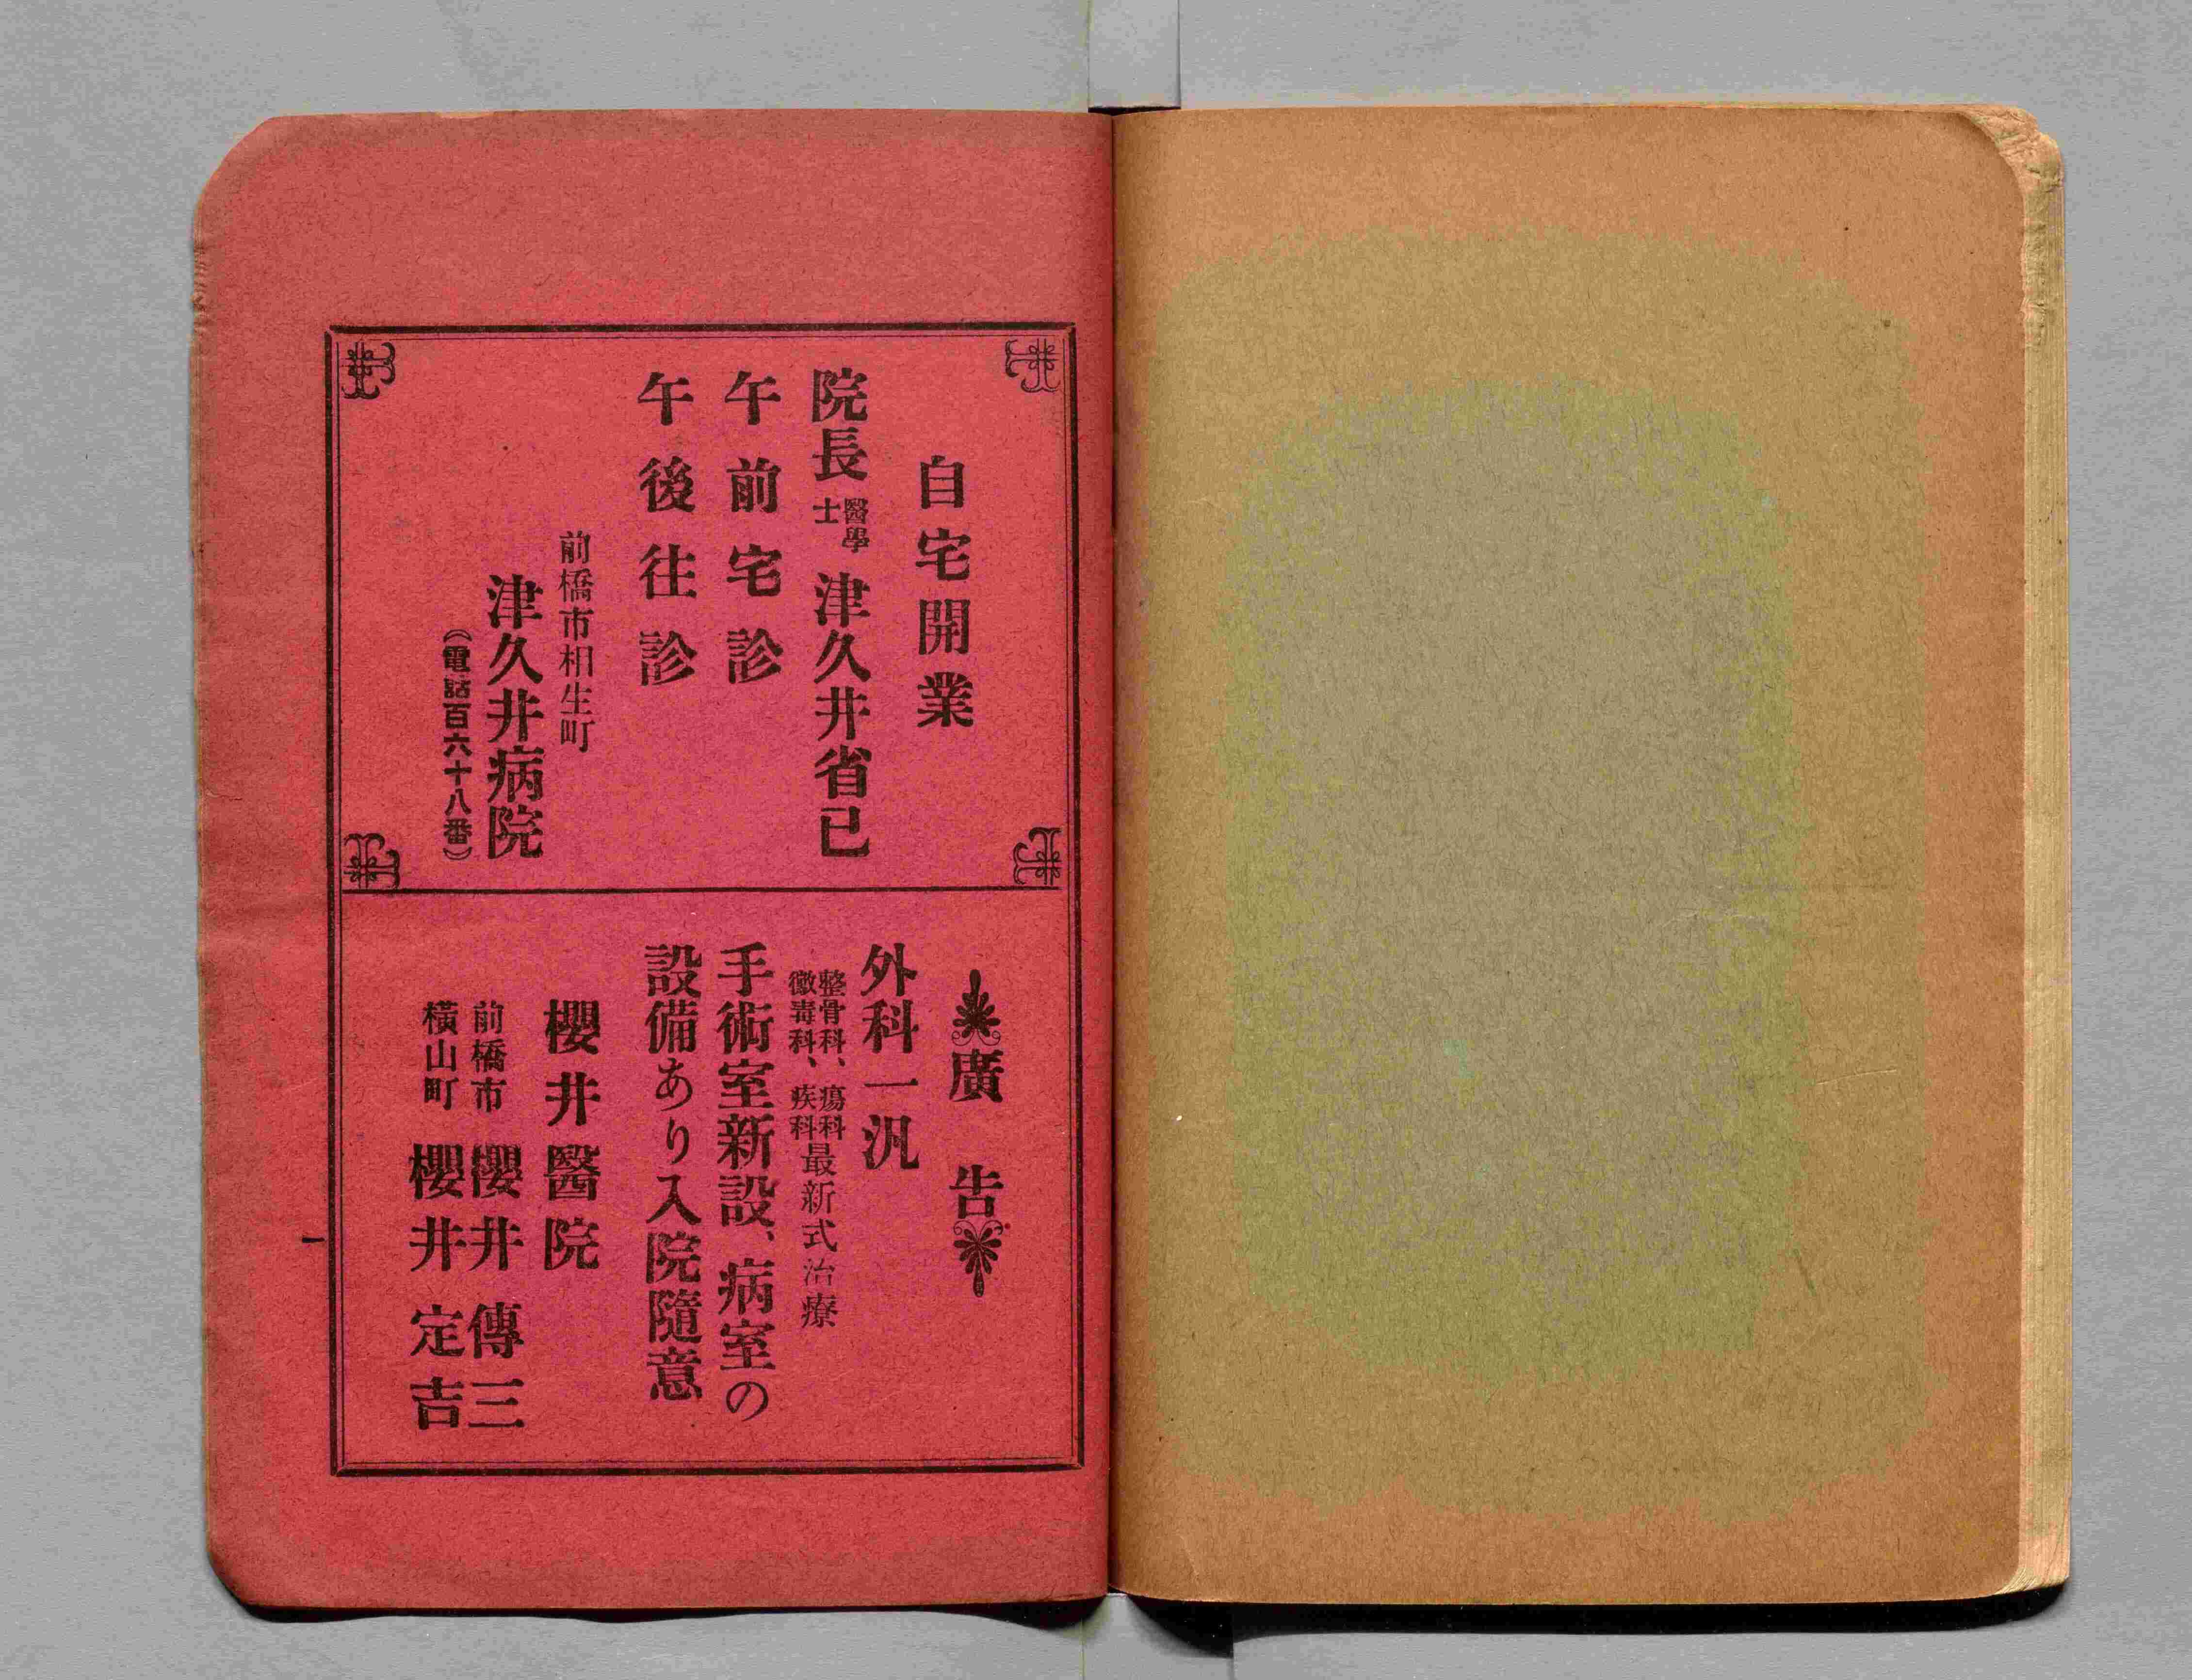 自宅開業
院長 醫學士 津久井省已
午前宅診
午後往診
前橋市相生町
津久井病院
（電話百六十八番）
廣告
外科一汎
整骨科、瘍科
黴毒科、疾科
最新式治療
手術室新設、病室の
設備あり入院隨意
櫻井醫院
前橋市 櫻井傳三
橫山町 櫻井定吉
一